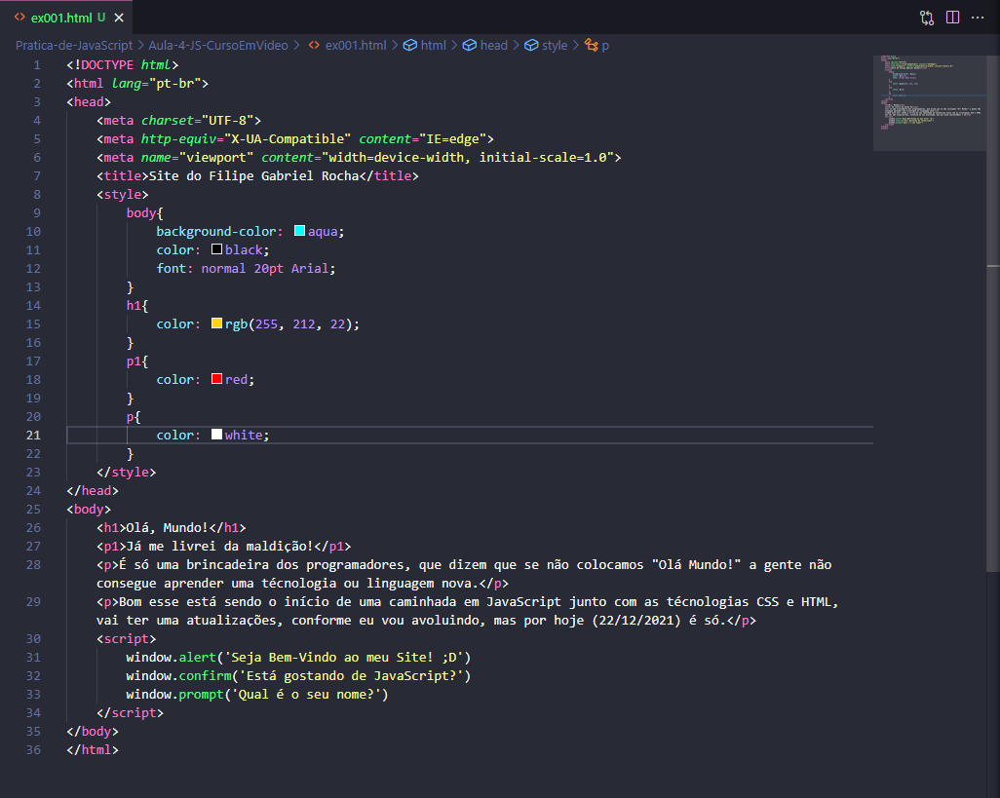 ex001.html U
Pratica-de-JavaScript > Aula-4-JS-CursoEmVideo > ex001.html > html > head > style > p
1 <!DOCTYPE html>
2 <html lang="pt-br">
3 <head>
4 <meta charset="UTF-8">
5 <meta http-equiv="X-UA-Compatible" content="IE=edge">
6 <meta name="viewport" content="width=device-width, initial-scale=1.0">
7 <title>Site do Filipe Gabriel Rocha</title>
8 <style>
9 body{
10 background-color: aqua;
11 color: black;
12 font: normal 20pt Arial;
13 }
14 h1{
15 color: rgb(255, 212, 22);
16 }
17 p1{
18 color: red;
19 }
20 p{
21 color: white;
22 }
23 </style>
24 </head>
25 <body>
26 <h1>Olá, Mundo!</h1>
27 <p1>Já me livrei da maldição!</p1>
28 <p>É só uma brincadeira dos programadores, que dizem que se não colocamos "Olá Mundo!" a gente não
consegue aprender uma técnologia ou linguagem nova.</p>
29 <p>Bom esse está sendo o início de uma caminhada em JavaScript junto com as técnologias CSS e HTML,
vai ter uma atualizações, conforme eu vou avoluindo, mas por hoje (22/12/2021) é só.</p>
30 <script>
31 window.alert('Seja Bem-Vindo ao meu Site! ;D')
32 window.confirm('Está gostando de JavaScript?')
33 window.prompt('Qual é o seu nome?')
34 </script>
35 </body>
36 </html>